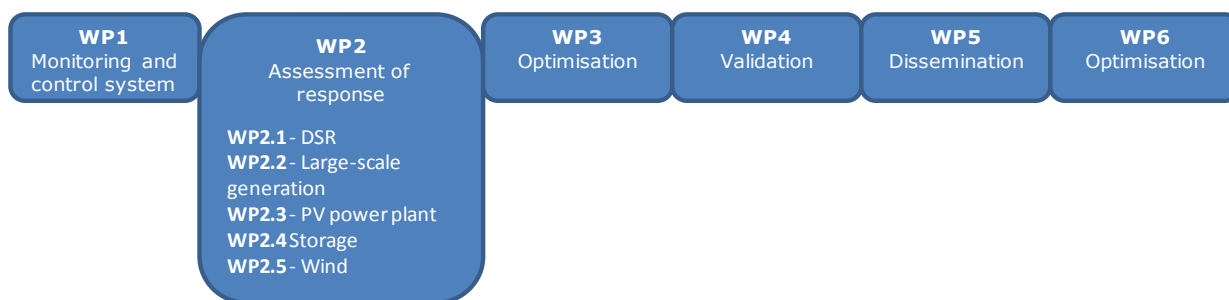 WP1
Monitoring and
control system
WP2
Assessment of
response
WP2.1 - DSR
WP2.2 - Large-scale
generation
WP2.3 - PV power plant
WP2.4 Storage
WP2.5 - Wind
WP3
Optimisation
WP4
Validation
WP5
Dissemination
WP6
Optimisation